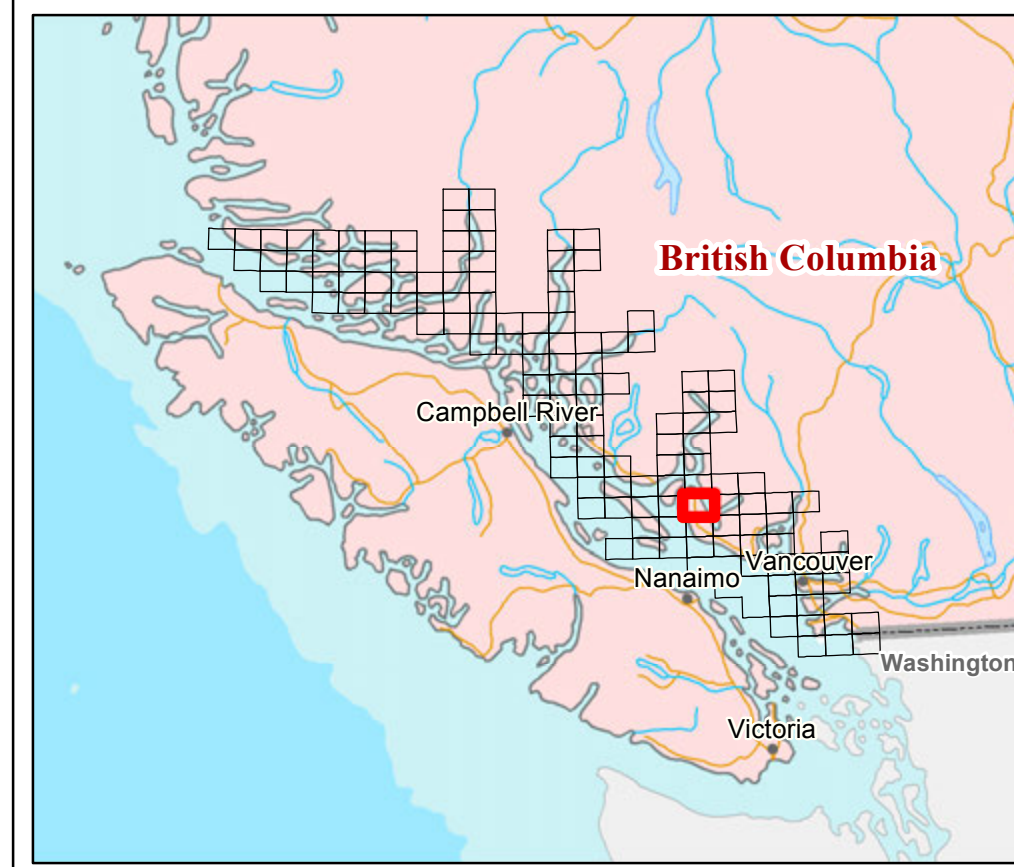 British Columbia
Campbell River
Vancouver
Nanaimo
Washington
Victoria